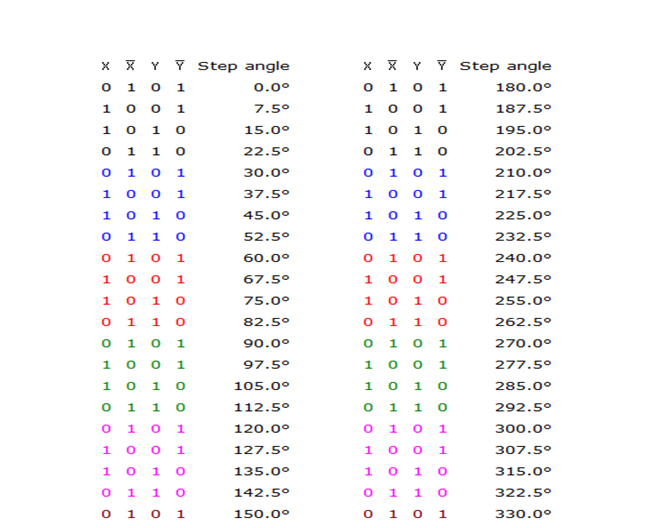 X X̅ Y Y̅ Step angle X X̅ Y Y̅ Step angle
0 1 0 1 0.0° 0 1 0 1 180.0°
1 0 0 1 7.5° 1 0 0 1 187.5°
1 0 1 0 15.0° 1 0 1 0 195.0°
0 1 1 0 22.5° 0 1 1 0 202.5°
0 1 0 1 30.0° 0 1 0 1 210.0°
1 0 0 1 37.5° 1 0 0 1 217.5°
1 0 1 0 45.0° 1 0 1 0 225.0°
0 1 1 0 52.5° 0 1 1 0 232.5°
0 1 0 1 60.0° 0 1 0 1 240.0°
1 0 0 1 67.5° 1 0 0 1 247.5°
1 0 1 0 75.0° 1 0 1 0 255.0°
0 1 1 0 82.5° 0 1 1 0 262.5°
0 1 0 1 90.0° 0 1 0 1 270.0°
1 0 0 1 97.5° 1 0 0 1 277.5°
1 0 1 0 105.0° 1 0 1 0 285.0°
0 1 1 0 112.5° 0 1 1 0 292.5°
0 1 0 1 120.0° 0 1 0 1 300.0°
1 0 0 1 127.5° 1 0 0 1 307.5°
1 0 1 0 135.0° 1 0 1 0 315.0°
0 1 1 0 142.5° 0 1 1 0 322.5°
0 1 0 1 150.0° 0 1 0 1 330.0°